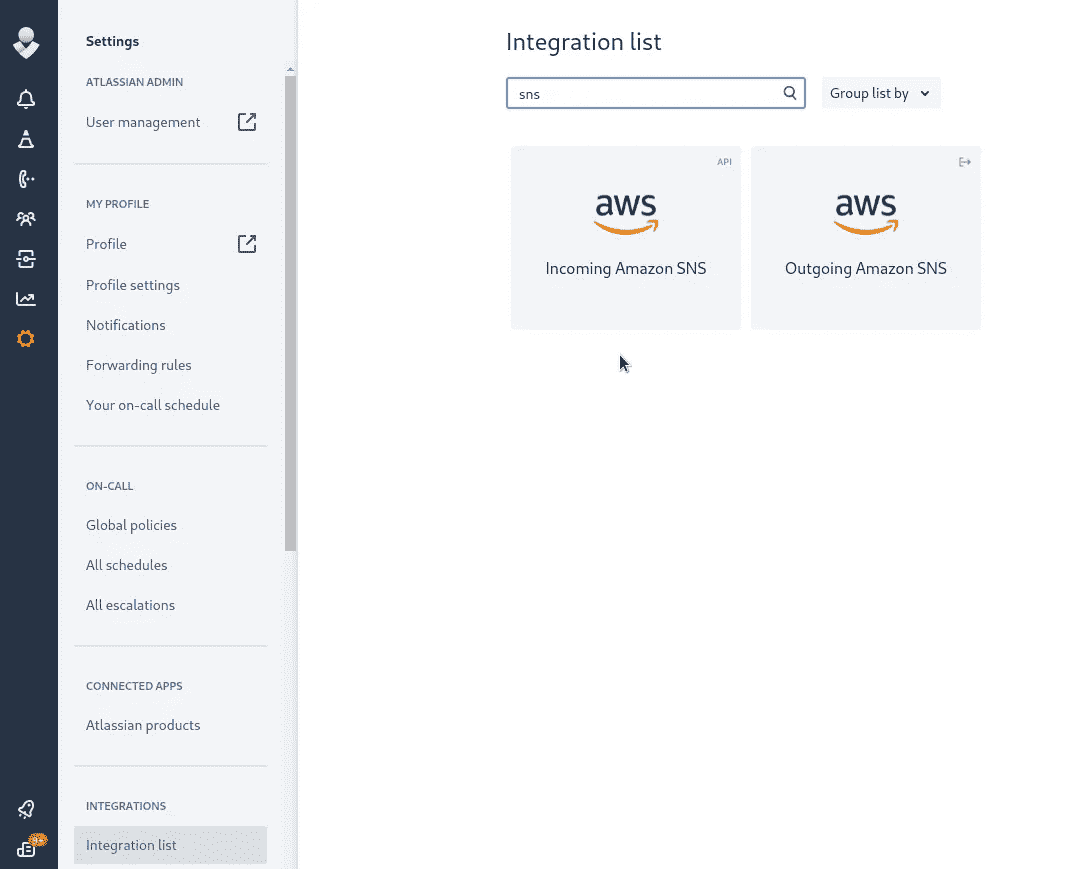 Settings
ATLASSIAN ADMIN
User management
MY PROFILE
Profile
Profile settings
Notifications
Forwarding rules
Your on-call schedule
ON-CALL
Global policies
All schedules
All escalations
CONNECTED APPS
Atlassian products
INTEGRATIONS
Integration list
Integration list
sns
Group list by
API
aws
Incoming Amazon SNS
aws
Outgoing Amazon SNS